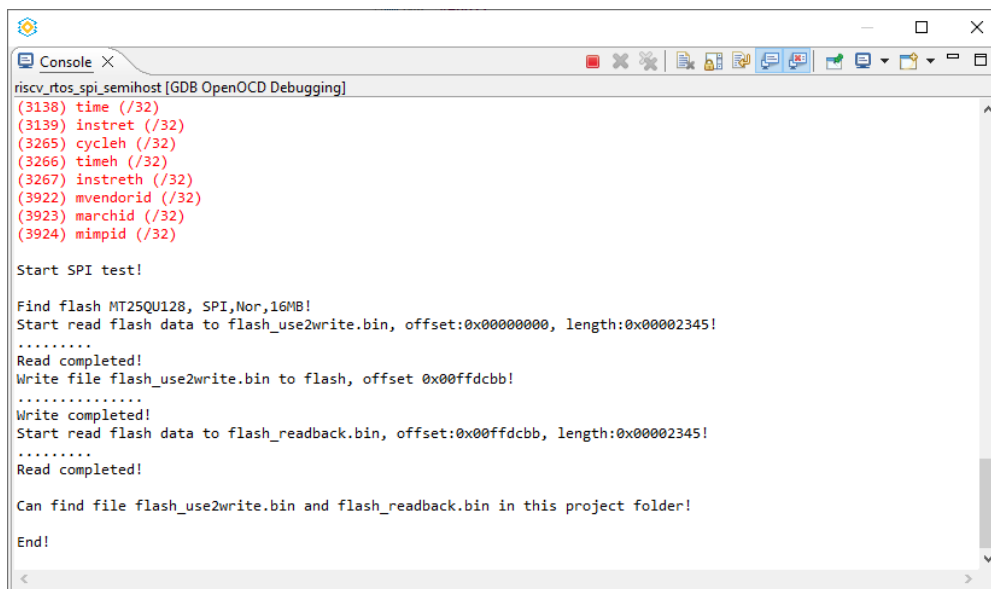 Console
riscv_rtos_spi_semihost [GDB OpenOCD Debugging]
(3138) time (/32)
(3139) instret (/32)
(3265) cycleh (/32)
(3266) timeh (/32)
(3267) instreth (/32)
(3922) mvendorid (/32)
(3923) marchid (/32)
(3924) mimpid (/32)
Start SPI test!
Find flash MT25QU128, SPI,Nor,16MB!
Start read flash data to flash_use2write.bin, offset:0x00000000, length:0x00002345!
.........
Read completed!
Write file flash_use2write.bin to flash, offset 0x00ffdcbb!
...............
Write completed!
Start read flash data to flash_readback.bin, offset:0x00ffdcbb, length:0x00002345!
.........
Read completed!
Can find file flash_use2write.bin and flash_readback.bin in this project folder!
End!